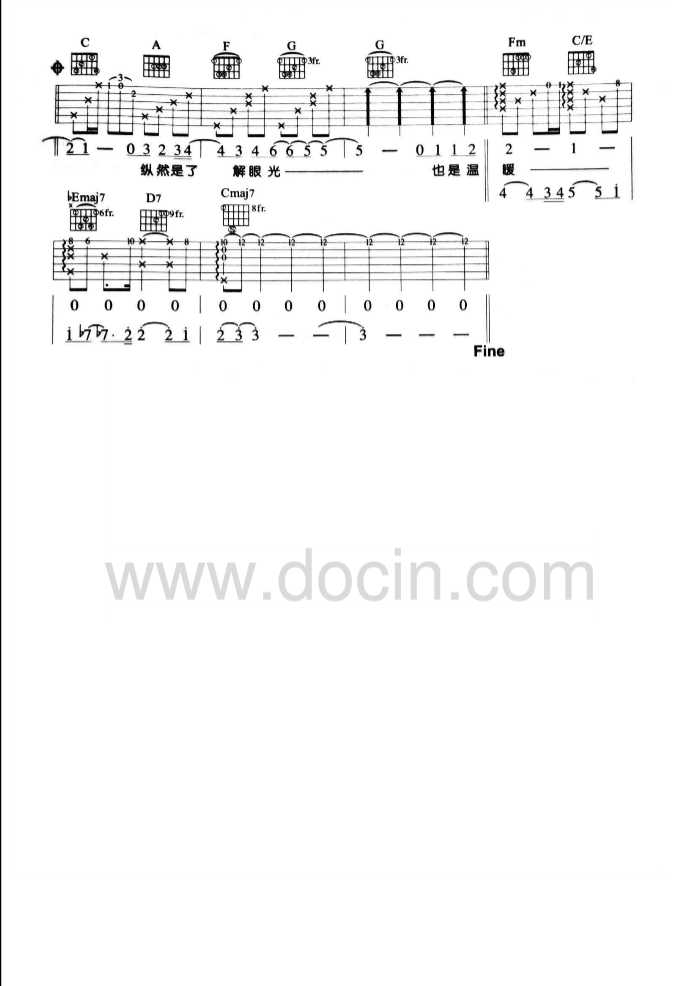 C A F G G Fm C/E
3fr. 3fr.
3
1 0 2 0 1 8
2 1 — 0 3 2 3 4 | 4 3 4 6 6 5 5 | 5 — 0 1 1 2 | 2 — 1 —
纵然是了 解眼光 也是温 暖
4 4 3 4 5 5 i
♭Emaj7 D7 Cmaj7
6fr. 9fr. 8fr.
8 6 10 10 8 10 12 12 12 12 12 12 12 12
0 0
0 0 0 0 | 0 0 0 0 | 0 0 0 0
i ♭7 ♭7· 2 2 2 i | 2 3 3 — — | 3 — — —
Fine
www.docin.com